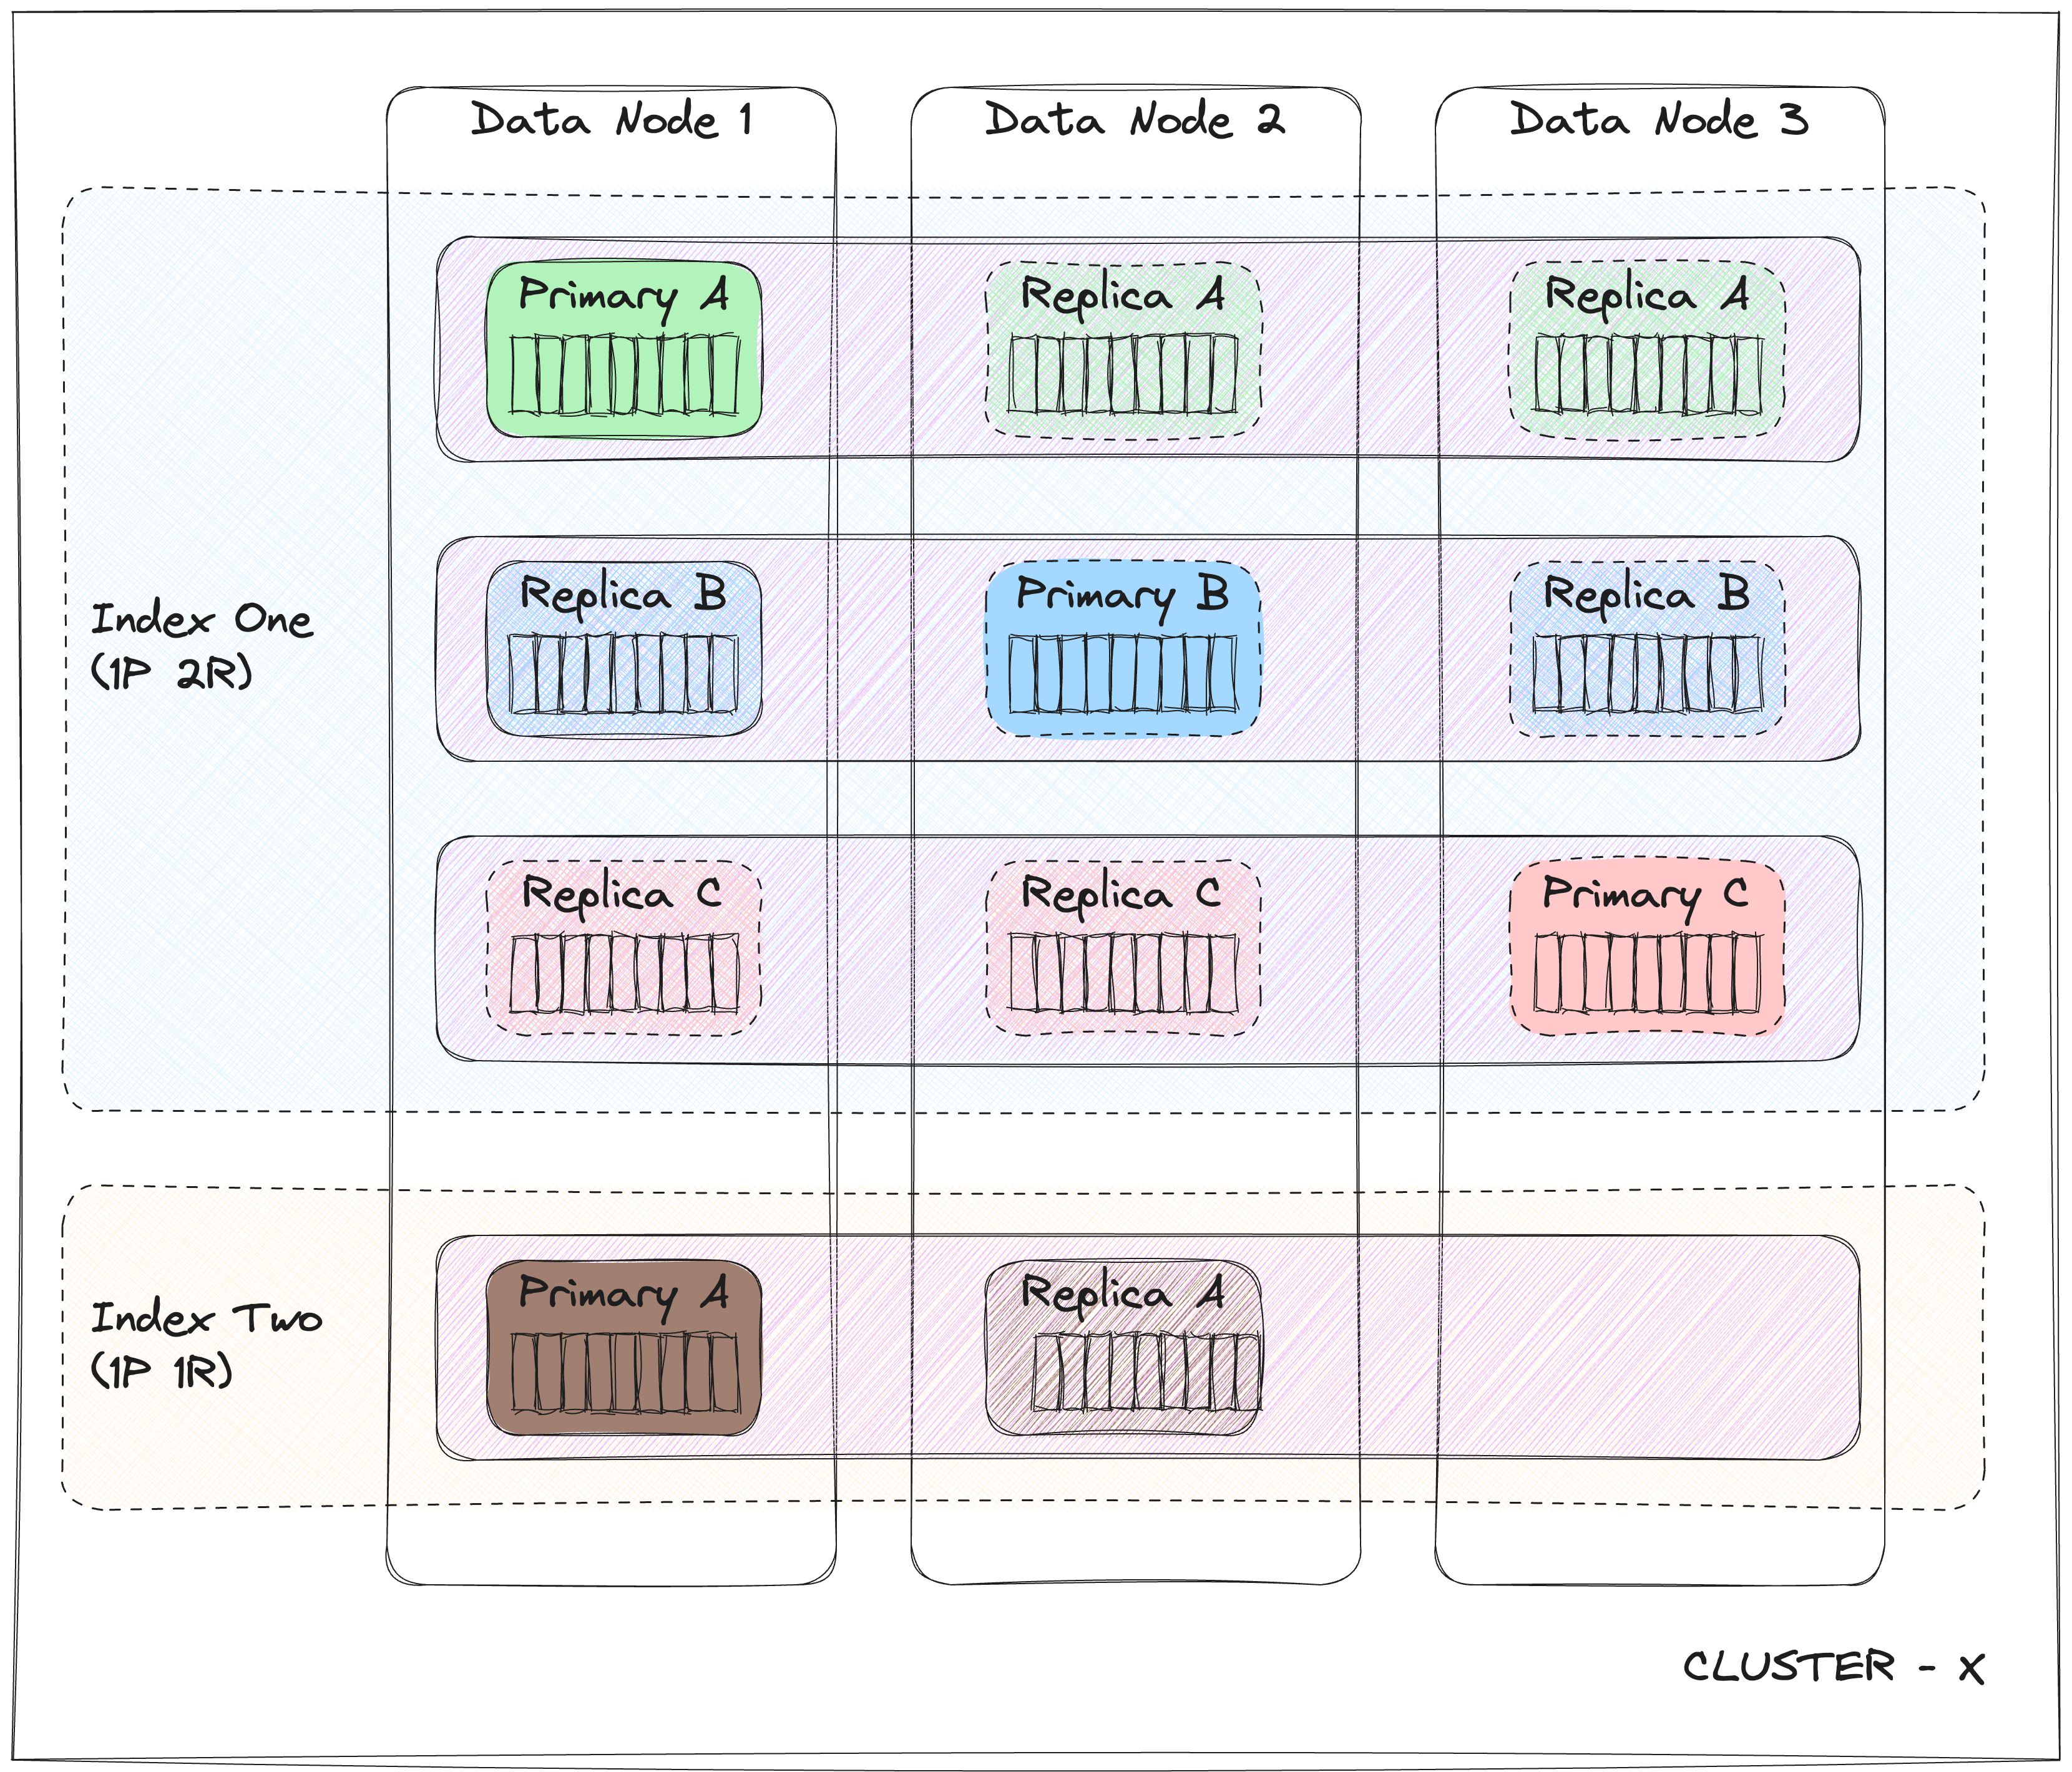 Data Node 1
Data Node 2
Data Node 3
Primary A
Replica A
Replica A
Index One
(1P 2R)
Replica B
Primary B
Replica B
Replica C
Replica C
Primary C
Index Two
(1P 1R)
Primary A
Replica A
CLUSTER - X